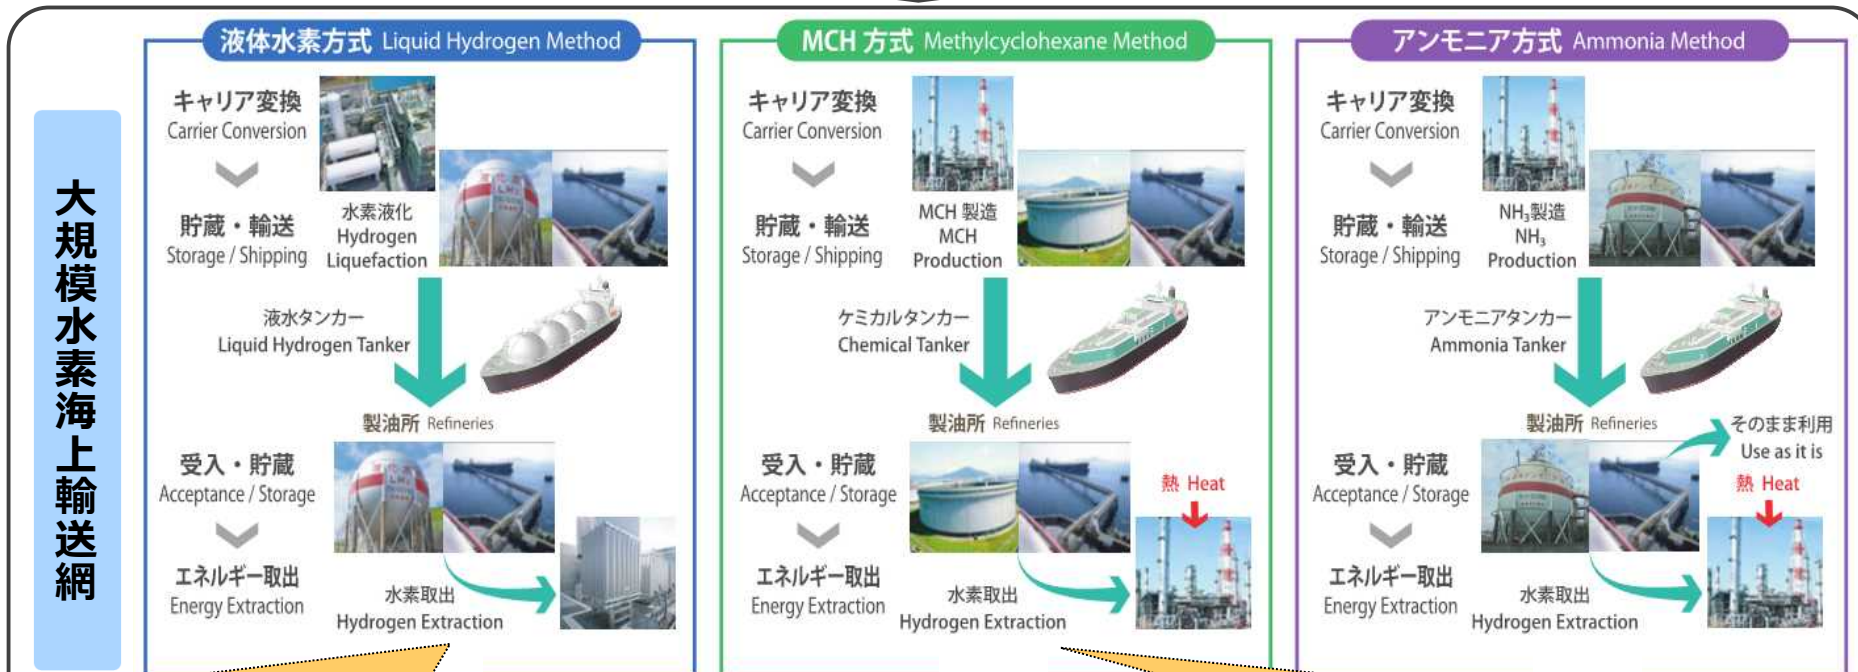 大規模水素海上輸送網
液体水素方式 Liquid Hydrogen Method
キャリア変換
Carrier Conversion
貯蔵・輸送
Storage / Shipping
水素液化
Hydrogen
Liquefaction
液水タンカー
Liquid Hydrogen Tanker
製油所 Refineries
受入・貯蔵
Acceptance / Storage
エネルギー取出
Energy Extraction
水素取出
Hydrogen Extraction
MCH 方式 Methylcyclohexane Method
キャリア変換
Carrier Conversion
貯蔵・輸送
Storage / Shipping
MCH 製造
MCH
Production
ケミカルタンカー
Chemical Tanker
製油所 Refineries
受入・貯蔵
Acceptance / Storage
熱 Heat
エネルギー取出
Energy Extraction
水素取出
Hydrogen Extraction
アンモニア方式 Ammonia Method
キャリア変換
Carrier Conversion
貯蔵・輸送
Storage / Shipping
NH₃製造
NH₃
Production
アンモニアタンカー
Ammonia Tanker
製油所 Refineries
そのまま利用
Use as it is
受入・貯蔵
Acceptance / Storage
熱 Heat
エネルギー取出
Energy Extraction
水素取出
Hydrogen Extraction